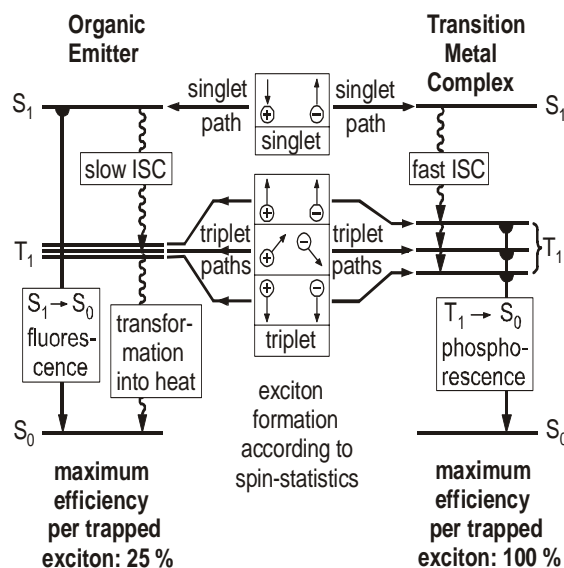 Organic
Emitter
S1
singlet
path
slow ISC
T1
triplet
paths
S1 → S0
fluores-
cence
transfor-
mation
into heat
S0
maximum
efficiency
per trapped
exciton: 25 %
+ −
singlet
+ −
+ −
+ −
triplet
exciton
formation
according to
spin-statistics
Transition
Metal
Complex
singlet
path
S1
fast ISC
triplet
paths
T1
T1 → S0
phospho-
rescence
S0
maximum
efficiency
per trapped
exciton: 100 %